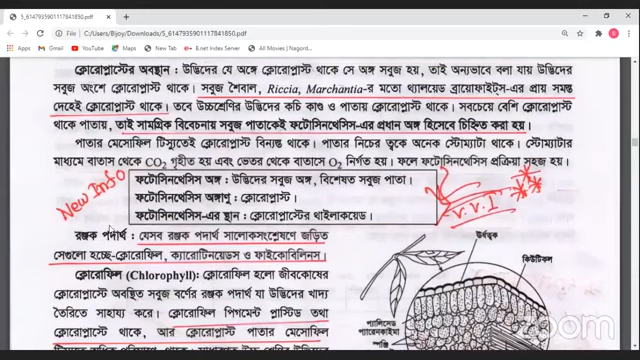 5_6147935901117841850.pdf
File | C:/Users/Bijoy/Downloads/5_6147935901117841850.pdf
Gmail YouTube Maps New Tab E.net Internet Server All Movies | Nagord...
ক্লোরোপ্লাস্টের অবস্থান : উদ্ভিদের যে অঙ্গে ক্লোরোপ্লাস্ট থাকে সে অঙ্গ সবুজ হয়, তাই অন্যভাবে বলা যায় উদ্ভিদের
সবুজ অংশে ক্লোরোপ্লাস্ট থাকে। সবুজ শৈবাল, Riccia, Marchantia-র মতো থ্যালয়েড ব্রায়োফাইটস্-এর প্রায় সমস্ত
দেহেই ক্লোরোপ্লাস্ট থাকে। তবে উচ্চশ্রেণির উদ্ভিদের কচি কাণ্ড ও পাতায় ক্লোরোপ্লাস্ট থাকে। সবচেয়ে বেশি ক্লোরোপ্লাস্ট
থাকে পাতায়, তাই সামগ্রিক বিবেচনায় সবুজ পাতাকেই ফটোসিনথেসিস-এর প্রধান অঙ্গ হিসেবে চিহ্নিত করা হয়।
পাতার মেসোফিল টিস্যুতেই ক্লোরোপ্লাস্ট বিন্যস্ত থাকে। পাতার নিচের ত্বকে অনেক স্টোম্যাটা থাকে। স্টোম্যাটার
মাধ্যমে বাতাস থেকে CO2 গৃহীত হয় এবং ভেতর থেকে বাতাসে O2 নির্গত হয়। ফলে ফটোসিনথেসিস প্রক্রিয়া সহজ হয়।
New Info
ফটোসিনথেসিস অঙ্গ : উদ্ভিদের সবুজ অঙ্গ, বিশেষত সবুজ পাতা।
ফটোসিনথেসিস অঙ্গাণু : ক্লোরোপ্লাস্ট।
ফটোসিনথেসিস-এর স্থান : ক্লোরোপ্লাস্টের থাইলাকয়েড।
V.V.I
রঞ্জক পদার্থ : যেসব রঞ্জক পদার্থ সালোকসংশ্লেষণে জড়িত
সেগুলো হচ্ছে-ক্লোরোফিল, ক্যারোটিনয়েডস ও ফাইকোবিলিনস।
ক্লোরোফিল (Chlorophyll) : ক্লোরোফিল হলো জীবকোষের
ক্লোরোপ্লাস্টে অবস্থিত সবুজ বর্ণের রঞ্জক পদার্থ যা উদ্ভিদের খাদ্য
তৈরিতে সাহায্য করে। ক্লোরোফিল পিগমেন্ট প্লাস্টিড তথা
ক্লোরোপ্লাস্টে থাকে, আর ক্লোরোপ্লাস্ট পাতার মেসোফিল
ঊর্ধ্বত্বক
কিউটিকল
প্যালিসেড
প্যারেনকাইমা
স্পঞ্জি
zoom